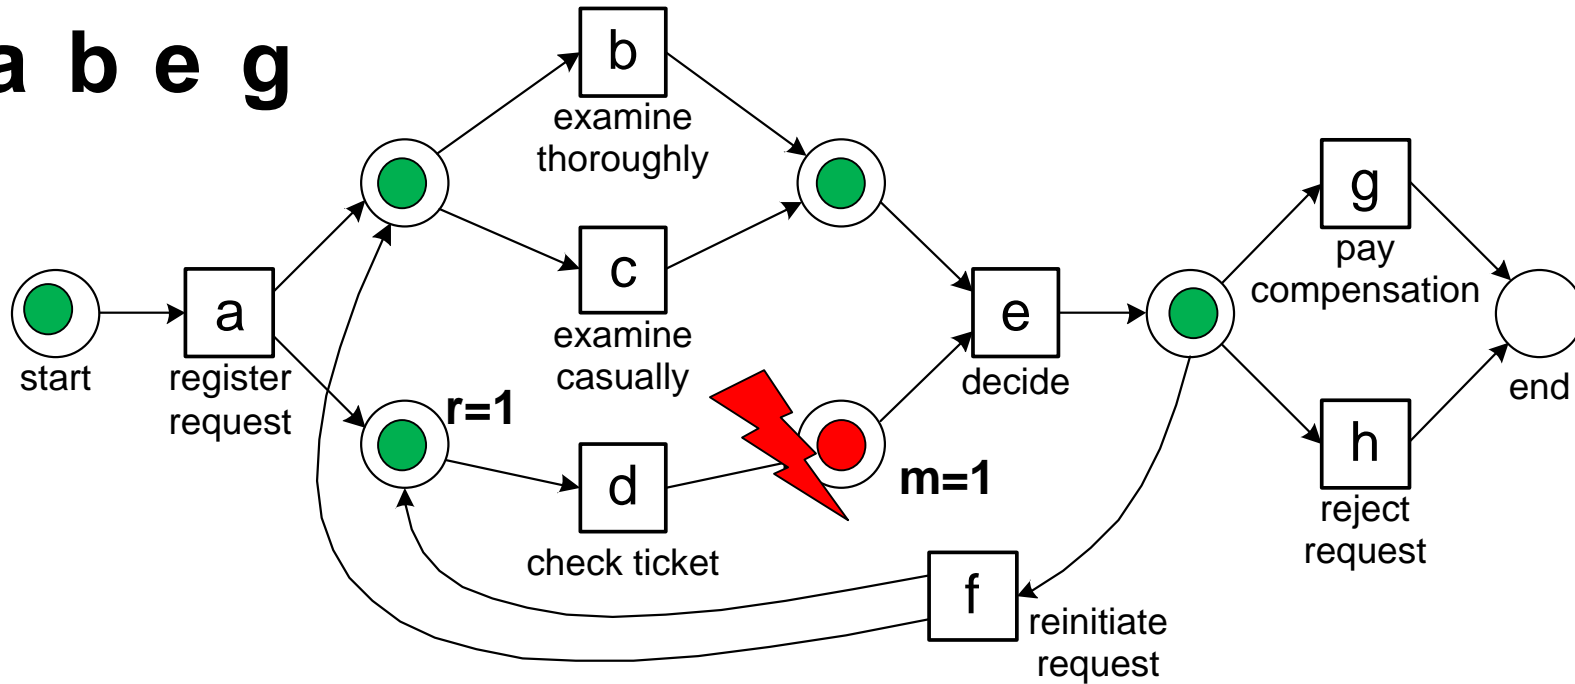 a b e g
b
examine
thoroughly
c
examine
casually
start
a
register
request
r=1
d
check ticket
m=1
e
decide
f
reinitiate
request
g
pay
compensation
h
reject
request
end